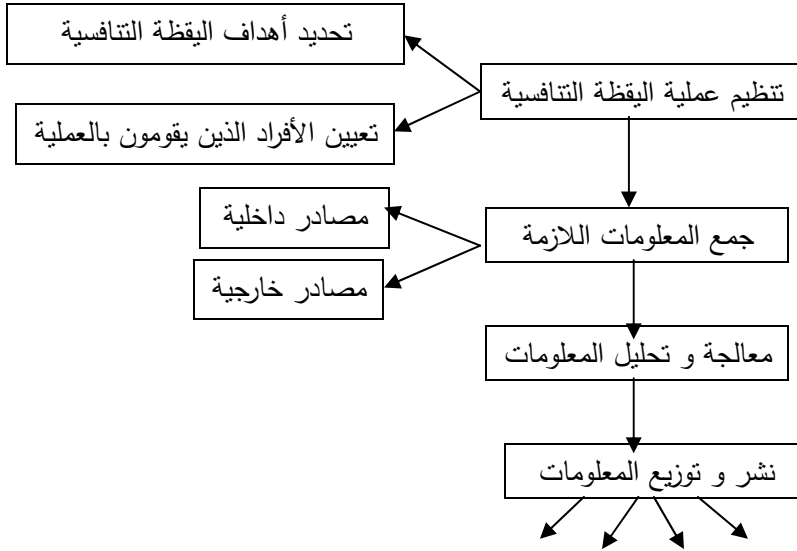 تحديد أهداف اليقظة التنافسية
تنظيم عملية اليقظة التنافسية
تعيين الأفراد الذين يقومون بالعملية
مصادر داخلية
جمع المعلومات اللازمة
مصادر خارجية
معالجة و تحليل المعلومات
نشر و توزيع المعلومات